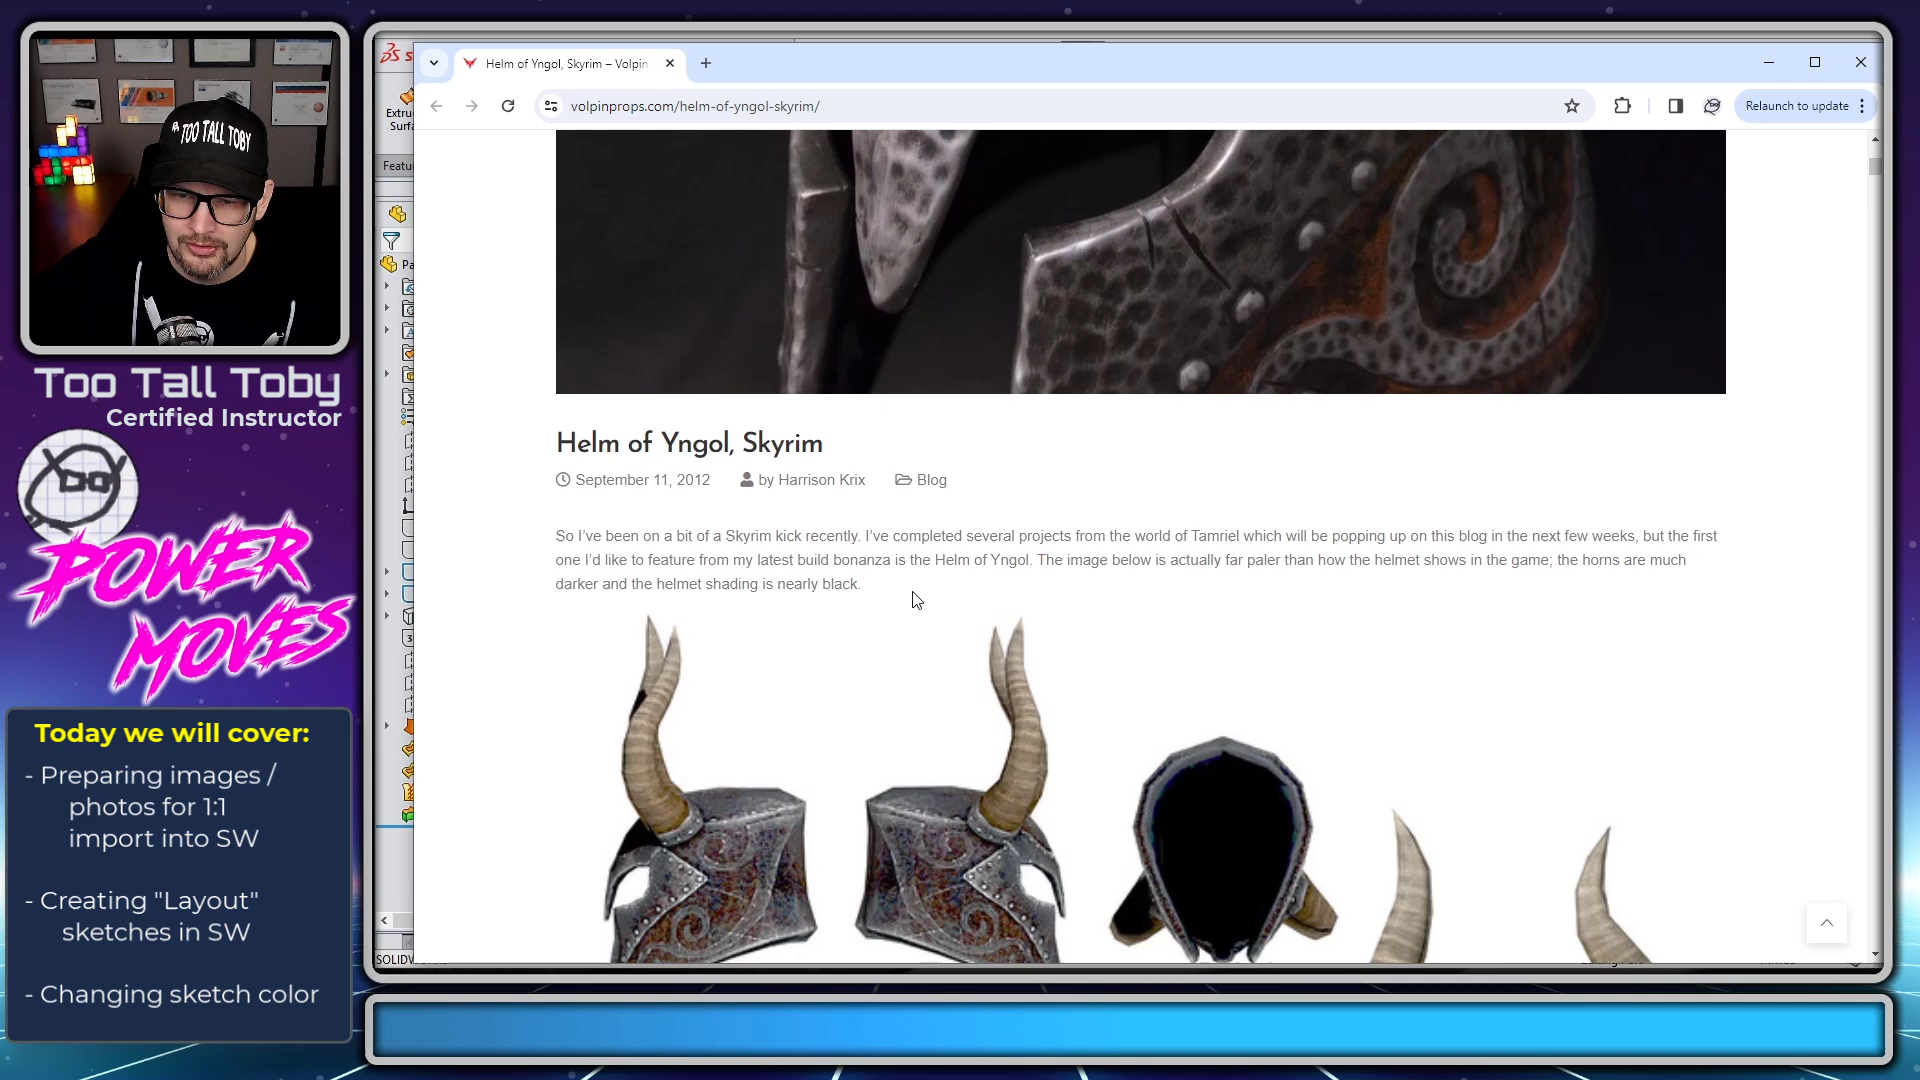 TOO TALL TOBY
Too Tall Toby
Certified Instructor
POWER
MOVES
Today we will cover:
- Preparing images /
photos for 1:1
import into SW
- Creating "Layout"
sketches in SW
- Changing sketch color
Helm of Yngol, Skyrim – Volpin
volpinprops.com/helm-of-yngol-skyrim/
Relaunch to update
Extru
Surfa
Featu
Pa
SOLIDW
Helm of Yngol, Skyrim
September 11, 2012 by Harrison Krix Blog
So I've been on a bit of a Skyrim kick recently. I've completed several projects from the world of Tamriel which will be popping up on this blog in the next few weeks, but the first
one I'd like to feature from my latest build bonanza is the Helm of Yngol. The image below is actually far paler than how the helmet shows in the game; the horns are much
darker and the helmet shading is nearly black.